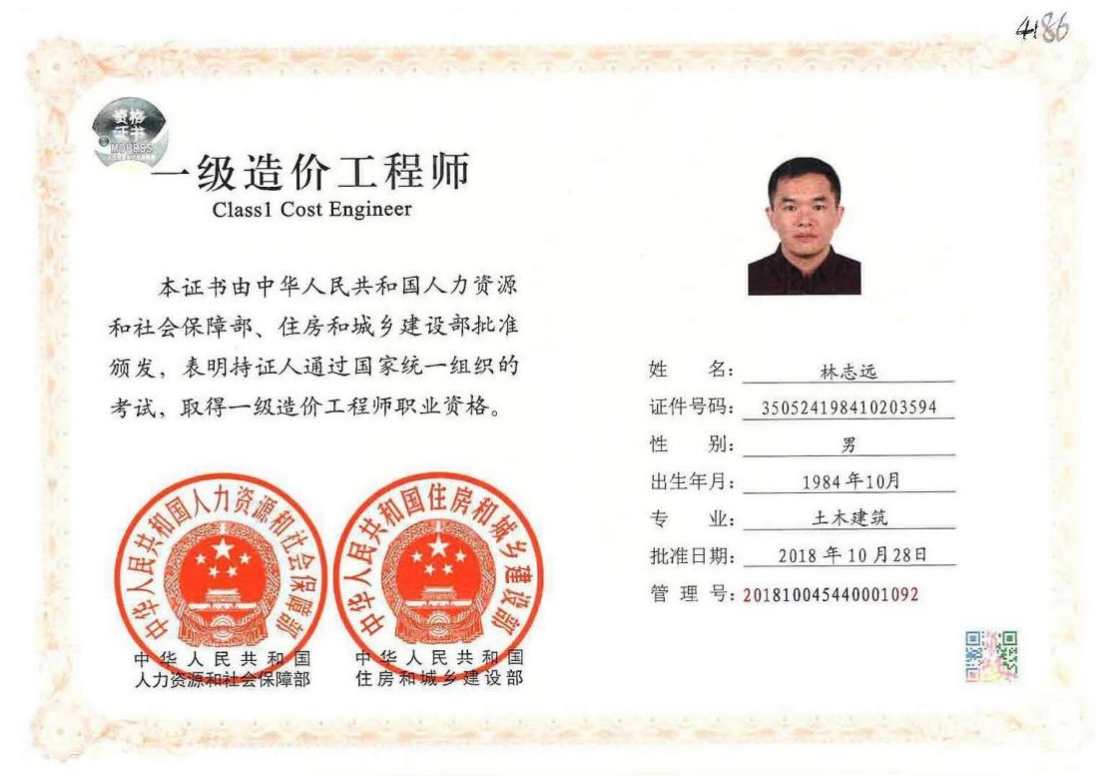 4186
资格
证书
MOHRSS
一级造价工程师
Class1 Cost Engineer
本证书由中华人民共和国人力资源
和社会保障部、住房和城乡建设部批准
颁发，表明持证人通过国家统一组织的
考试，取得一级造价工程师职业资格。
中华人民共和国人力资源和社会保障部
中华人民共和国
人力资源和社会保障部
中华人民共和国住房和城乡建设部
中华人民共和国
住房和城乡建设部
姓 名：林志远
证件号码：350524198410203594
性 别：男
出生年月：1984年10月
专 业：土木建筑
批准日期：2018年10月28日
管 理 号：201810045440001092